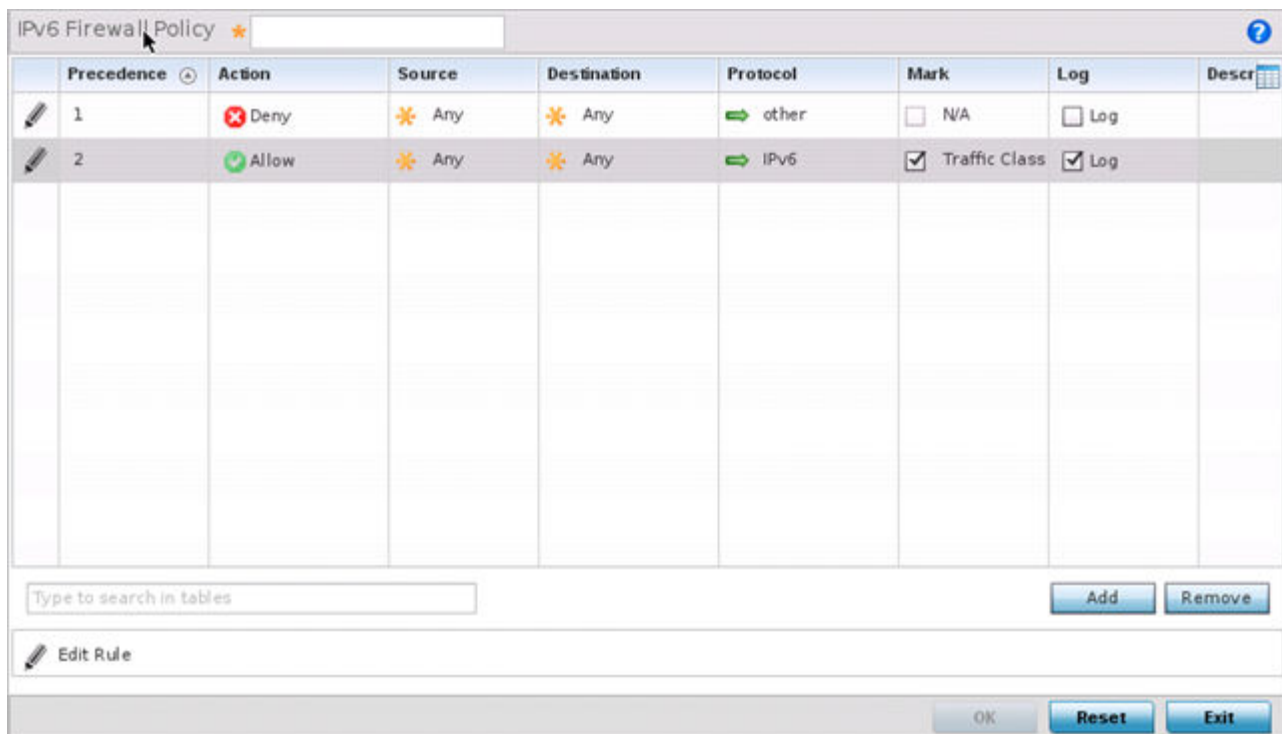 IPv6 Firewall Policy *
Precedence Action Source Destination Protocol Mark Log Descr
1 Deny Any Any other N/A Log
2 Allow Any Any IPv6 Traffic Class Log
Type to search in tables
Add Remove
Edit Rule
OK Reset Exit